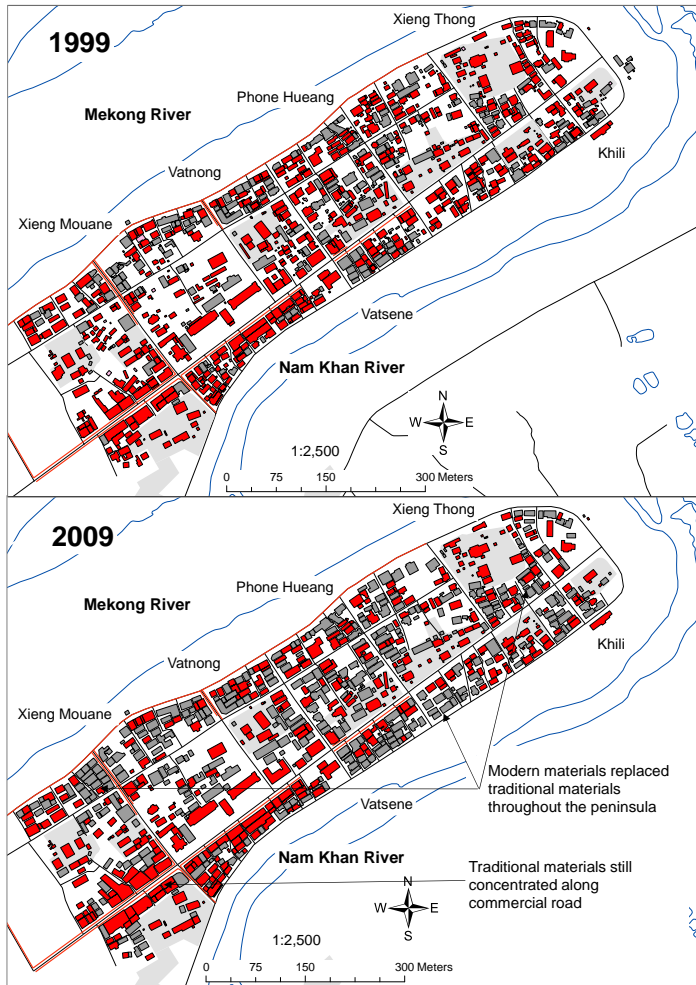 1999
Xieng Thong
Phone Hueang
Mekong River
Khili
Vatnong
Xieng Mouane
Vatsene
Nam Khan River
N
W E
S
1:2,500
0 75 150 300 Meters
2009
Xieng Thong
Phone Hueang
Mekong River
Khili
Vatnong
Xieng Mouane
Modern materials replaced
traditional materials
throughout the peninsula
Vatsene
Nam Khan River
Traditional materials still
concentrated along
commercial road
N
W E
S
1:2,500
0 75 150 300 Meters